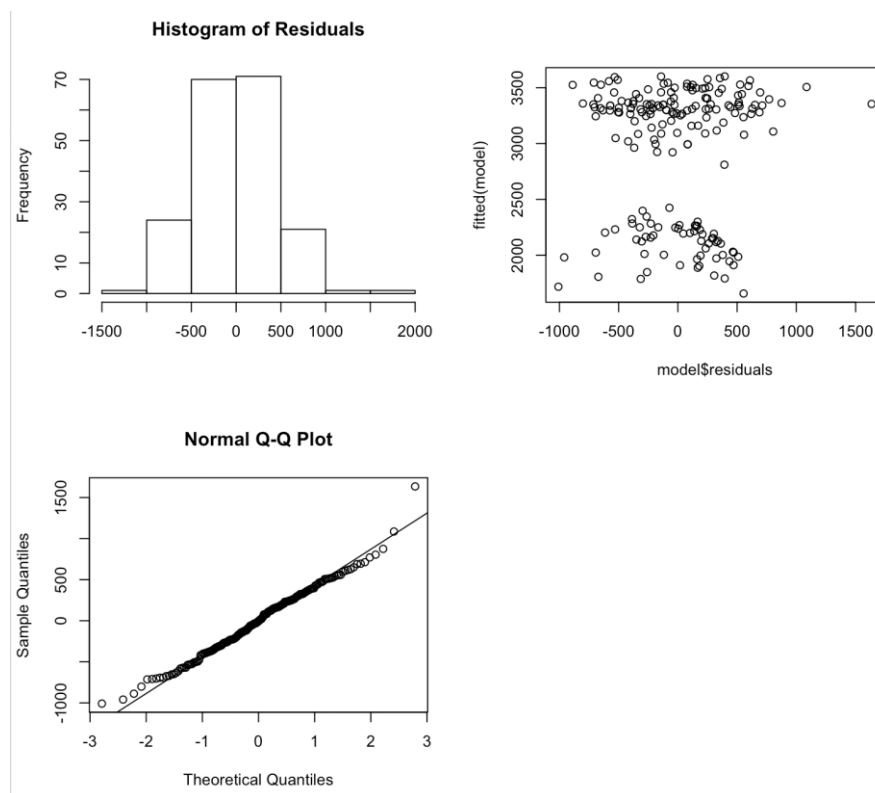 Histogram of Residuals
Frequency
0 10 30 50 70
-1500 -500 0 500 1000 2000
fitted(model)
2000 2500 3000 3500
-1000 -500 0 500 1000 1500
model$residuals
Normal Q-Q Plot
Sample Quantiles
-1000 0 500 1500
-3 -2 -1 0 1 2 3
Theoretical Quantiles